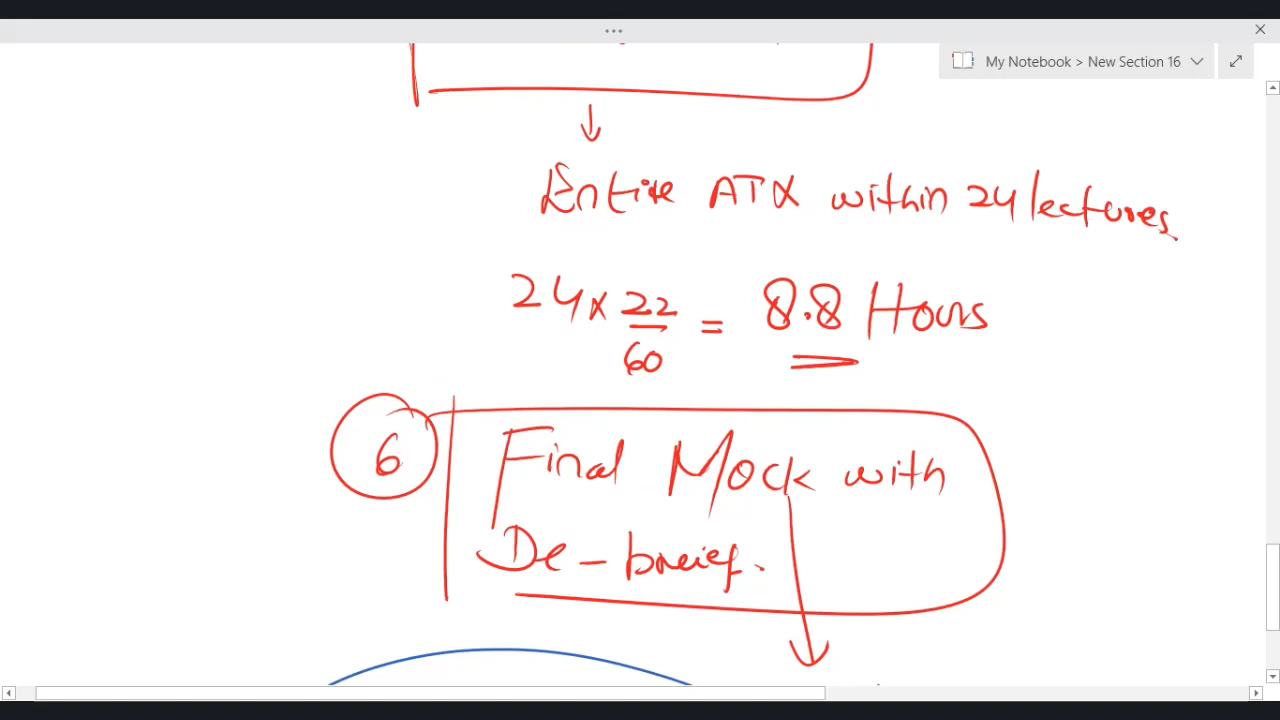 My Notebook > New Section 16
Entire ATX within 24 lectures
24 x 22/60 = 8.8 Hours
6
Final Mock with
De-brief.